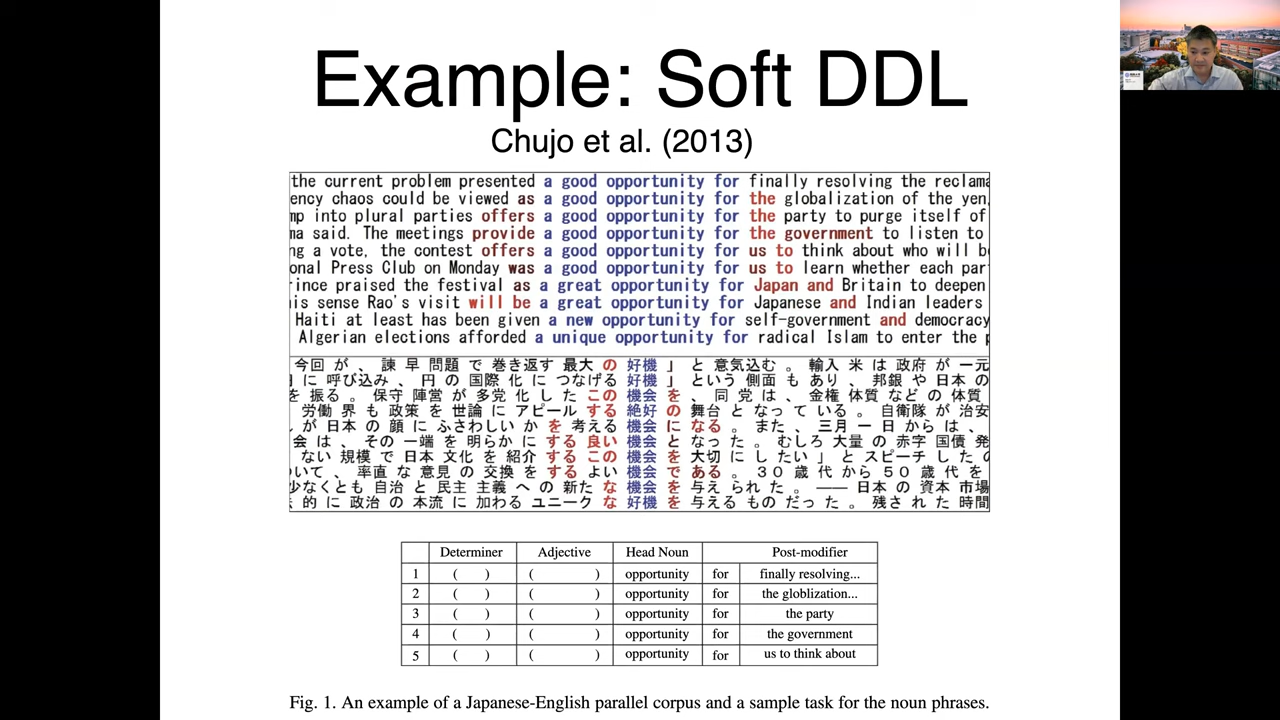 Example: Soft DDL
Chujo et al. (2013)
the current problem presented a good opportunity for finally resolving the reclama
ency chaos could be viewed as a good opportunity for the globalization of the yen,
mp into plural parties offers a good opportunity for the party to purge itself of
ma said. The meetings provide a good opportunity for the government to listen to
ng a vote, the contest offers a good opportunity for us to think about who will be
onal Press Club on Monday was a good opportunity for us to learn whether each par
rince praised the festival as a great opportunity for Japan and Britain to deepen
is sense Rao's visit will be a great opportunity for Japanese and Indian leaders
Haiti at least has been given a new opportunity for self-government and democracy
Algerian elections afforded a unique opportunity for radical Islam to enter the p
今回 が 、 諫 早 問題 で 巻き返す 最大 の 好機 」 と 意気込む 。 輸入 米 は 政府 が 一元
に 呼び込み 、 円 の 国際 化 に つなげる 好機 」 という 側面 も あり 、 邦銀 や 日本 の
を 振る 。 保守 陣営 が 多党 化 した この 機会 を 、 同 党 は 、 金権 体質 など の 体質
労働 界 も 政策 を 世論 に アピール する 絶好 の 舞台 と なっ て いる 。 自衛隊 が 治安
が 日本 の 顔 に ふさわしい か を 考える 機会 に なる 。 また 、 三月 一 日 から は 、
会 は 、 その 一端 を 明らか に する 良い 機会 と なっ た 。 むしろ 大量 の 赤字 国債 発
ない 規模 で 日本 文化 を 紹介 する この 機会 を 大切 に し たい 」 と スピーチ し た の
いて 、 率直 な 意見 の 交換 を する よい 機会 で ある 。 30 歳 代 から 50 歳 代 を
少なくとも 自治 と 民主 主義 へ の 新た な 機会 を 与え られ た 。 ―― 日本 の 資本 市場
的 に 政治 の 本流 に 加わる ユニーク な 好機 を 与える もの だっ た 。 残さ れ た 時間
Determiner Adjective Head Noun Post-modifier
1 ( ) ( ) opportunity for finally resolving...
2 ( ) ( ) opportunity for the globlization...
3 ( ) ( ) opportunity for the party
4 ( ) ( ) opportunity for the government
5 ( ) ( ) opportunity for us to think about
Fig. 1. An example of a Japanese-English parallel corpus and a sample task for the noun phrases.